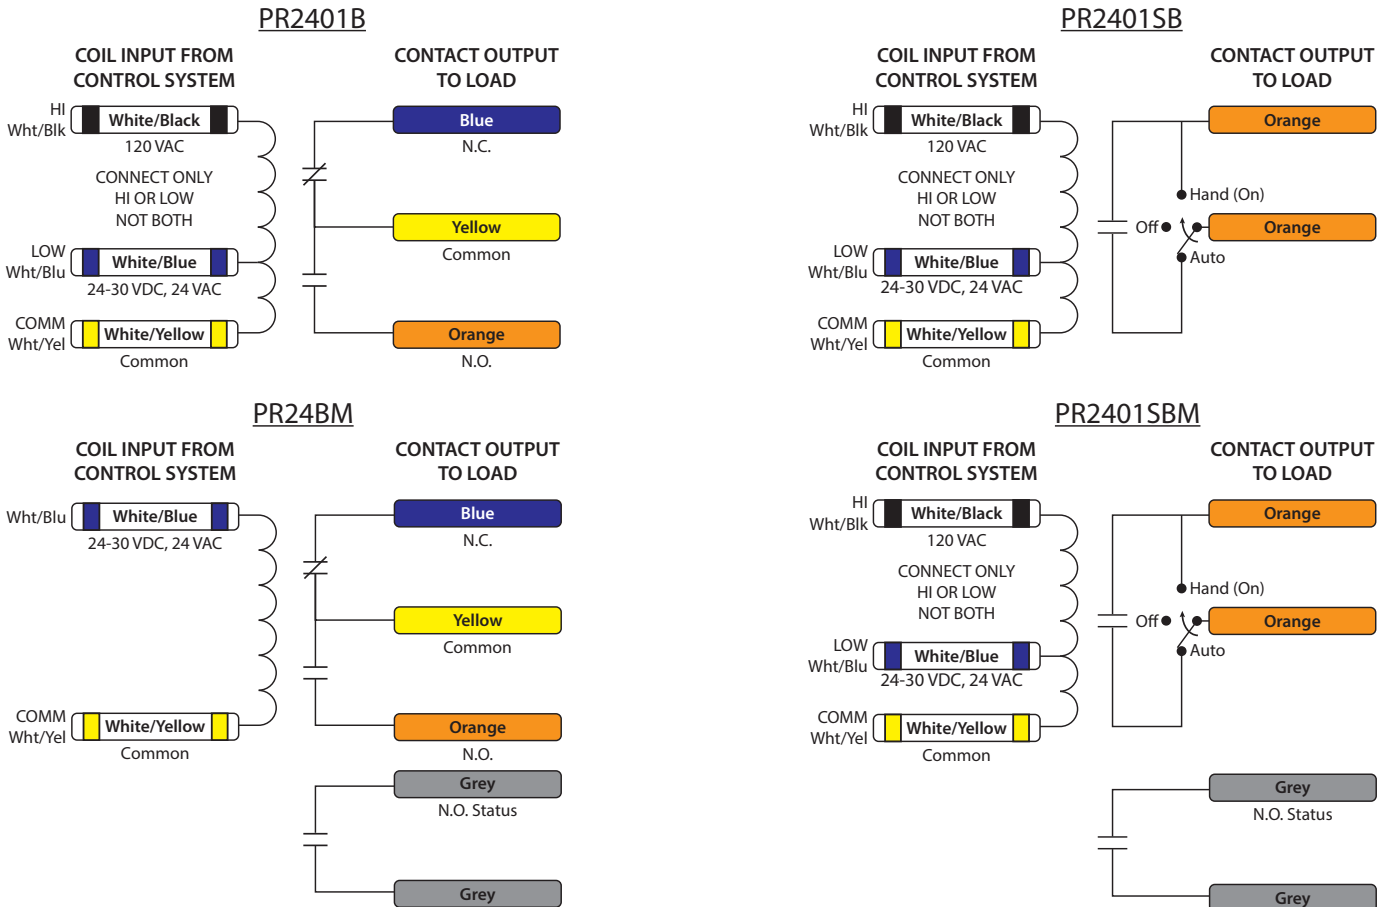 PR2401B
COIL INPUT FROM
CONTROL SYSTEM
CONTACT OUTPUT
TO LOAD
HI
Wht/Blk
White/Black
120 VAC
CONNECT ONLY
HI OR LOW
NOT BOTH
LOW
Wht/Blu
White/Blue
24-30 VDC, 24 VAC
COMM
Wht/Yel
White/Yellow
Common
Blue
N.C.
Yellow
Common
Orange
N.O.
PR2401SB
COIL INPUT FROM
CONTROL SYSTEM
CONTACT OUTPUT
TO LOAD
HI
Wht/Blk
White/Black
120 VAC
CONNECT ONLY
HI OR LOW
NOT BOTH
LOW
Wht/Blu
White/Blue
24-30 VDC, 24 VAC
COMM
Wht/Yel
White/Yellow
Common
Orange
Hand (On)
Off
Orange
Auto
PR24BM
COIL INPUT FROM
CONTROL SYSTEM
CONTACT OUTPUT
TO LOAD
Wht/Blu
White/Blue
24-30 VDC, 24 VAC
COMM
Wht/Yel
White/Yellow
Common
Blue
N.C.
Yellow
Common
Orange
N.O.
Grey
N.O. Status
Grey
PR2401SBM
COIL INPUT FROM
CONTROL SYSTEM
CONTACT OUTPUT
TO LOAD
HI
Wht/Blk
White/Black
120 VAC
CONNECT ONLY
HI OR LOW
NOT BOTH
LOW
Wht/Blu
White/Blue
24-30 VDC, 24 VAC
COMM
Wht/Yel
White/Yellow
Common
Orange
Hand (On)
Off
Orange
Auto
Grey
N.O. Status
Grey